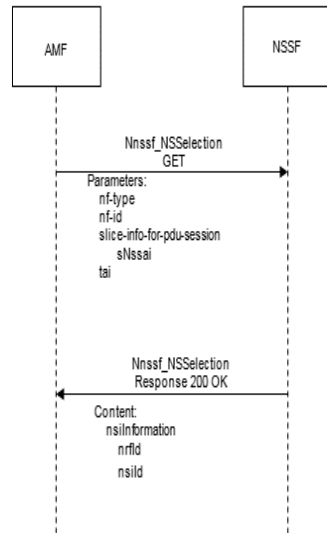 AMF
NSSF
Nnssf_NSSelection
GET
Parameters:
nf-type
nf-id
slice-info-for-pdu-session
sNssai
tai
Nnssf_NSSelection
Response 200 OK
Content:
nsiInformation
nrfId
nsiId